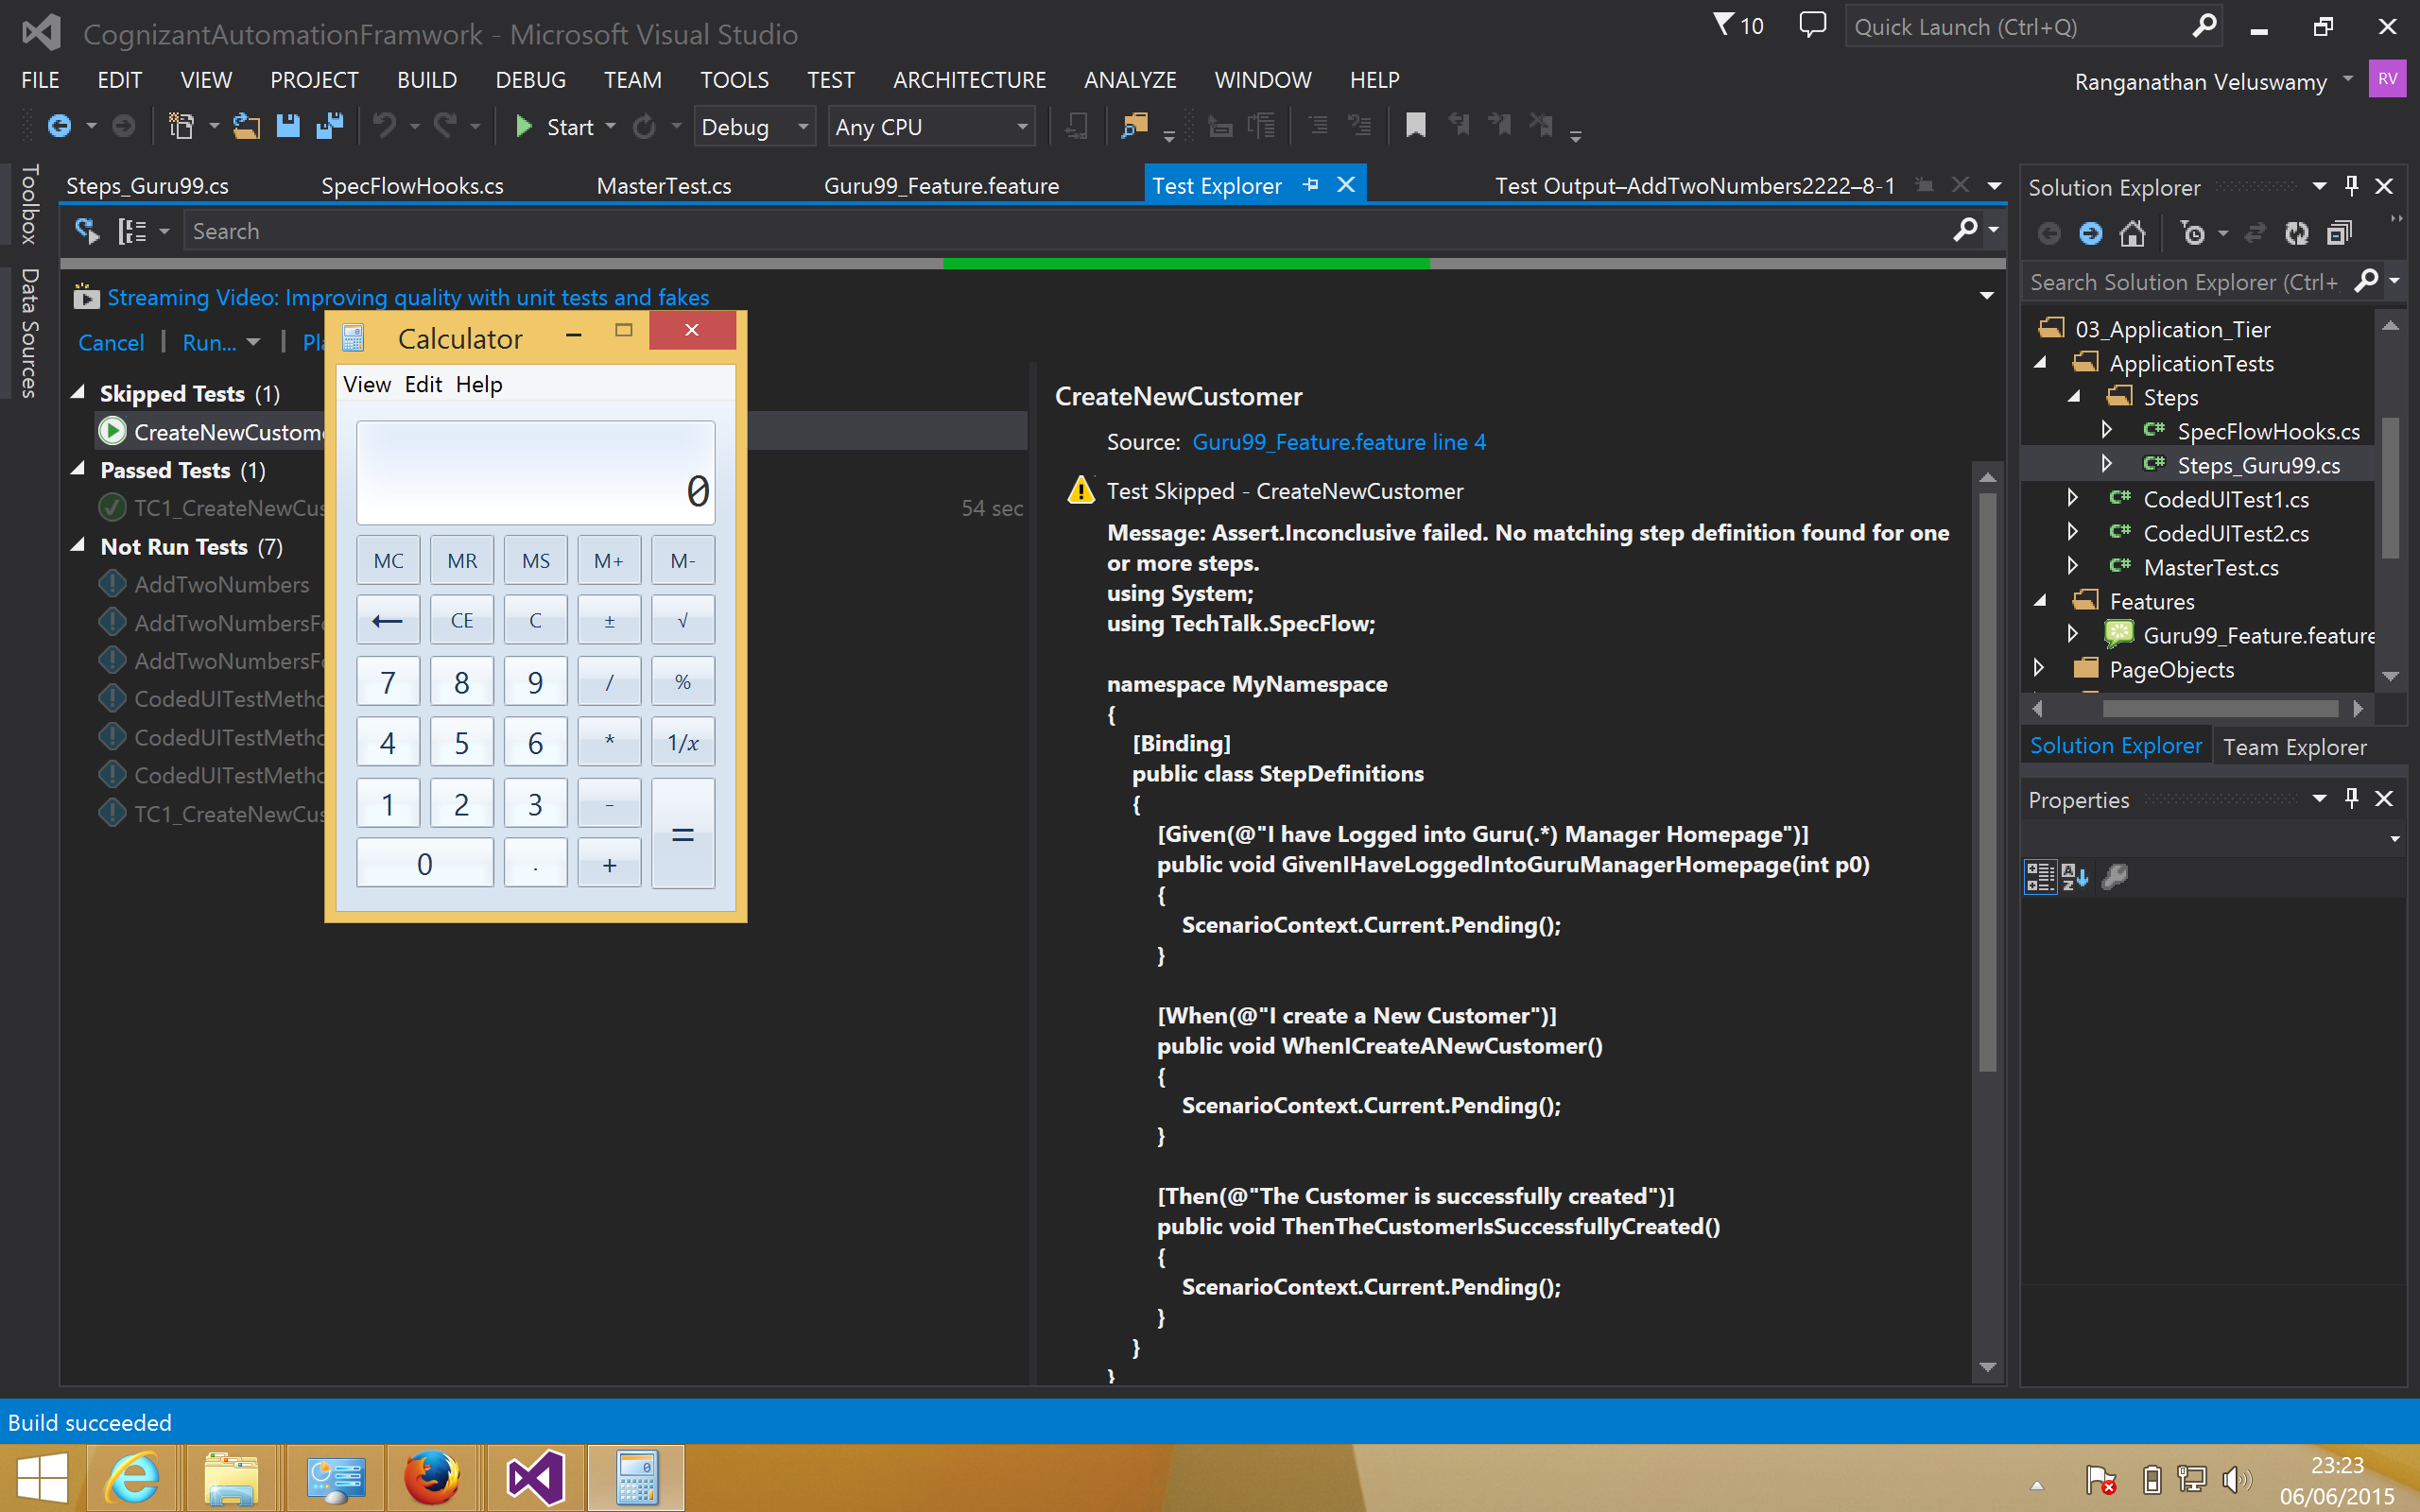 CognizantAutomationFramwork - Microsoft Visual Studio
10
Quick Launch (Ctrl+Q)
FILE EDIT VIEW PROJECT BUILD DEBUG TEAM TOOLS TEST ARCHITECTURE ANALYZE WINDOW HELP
Ranganathan Veluswamy
RV
Start
Debug
Any CPU
Toolbox
Data Sources
Steps_Guru99.cs
SpecFlowHooks.cs
MasterTest.cs
Guru99_Feature.feature
Test Explorer
Test Output–AddTwoNumbers2222–8-1
Search
Streaming Video: Improving quality with unit tests and fakes
Cancel | Run... |
Skipped Tests (1)
CreateNewCustom
Passed Tests (1)
TC1_CreateNewCus
54 sec
Not Run Tests (7)
AddTwoNumbers
AddTwoNumbersFo
AddTwoNumbersFo
CodedUITestMetho
CodedUITestMetho
CodedUITestMetho
TC1_CreateNewCus
Calculator
View Edit Help
0
MC MR MS M+ M-
← CE C ± √
7 8 9 / %
4 5 6 * 1/x
1 2 3 -
=
0 . +
CreateNewCustomer
Source: Guru99_Feature.feature line 4
Test Skipped - CreateNewCustomer
Message: Assert.Inconclusive failed. No matching step definition found for one
or more steps.
using System;
using TechTalk.SpecFlow;
namespace MyNamespace
{
[Binding]
public class StepDefinitions
{
[Given(@"I have Logged into Guru(.*) Manager Homepage")]
public void GivenIHaveLoggedIntoGuruManagerHomepage(int p0)
{
ScenarioContext.Current.Pending();
}
[When(@"I create a New Customer")]
public void WhenICreateANewCustomer()
{
ScenarioContext.Current.Pending();
}
[Then(@"The Customer is successfully created")]
public void ThenTheCustomerIsSuccessfullyCreated()
{
ScenarioContext.Current.Pending();
}
}
}
Solution Explorer
Search Solution Explorer (Ctrl+
03_Application_Tier
ApplicationTests
Steps
C# SpecFlowHooks.cs
C# Steps_Guru99.cs
C# CodedUITest1.cs
C# CodedUITest2.cs
C# MasterTest.cs
Features
Guru99_Feature.feature
PageObjects
Solution Explorer
Team Explorer
Properties
Build succeeded
23:23
06/06/2015